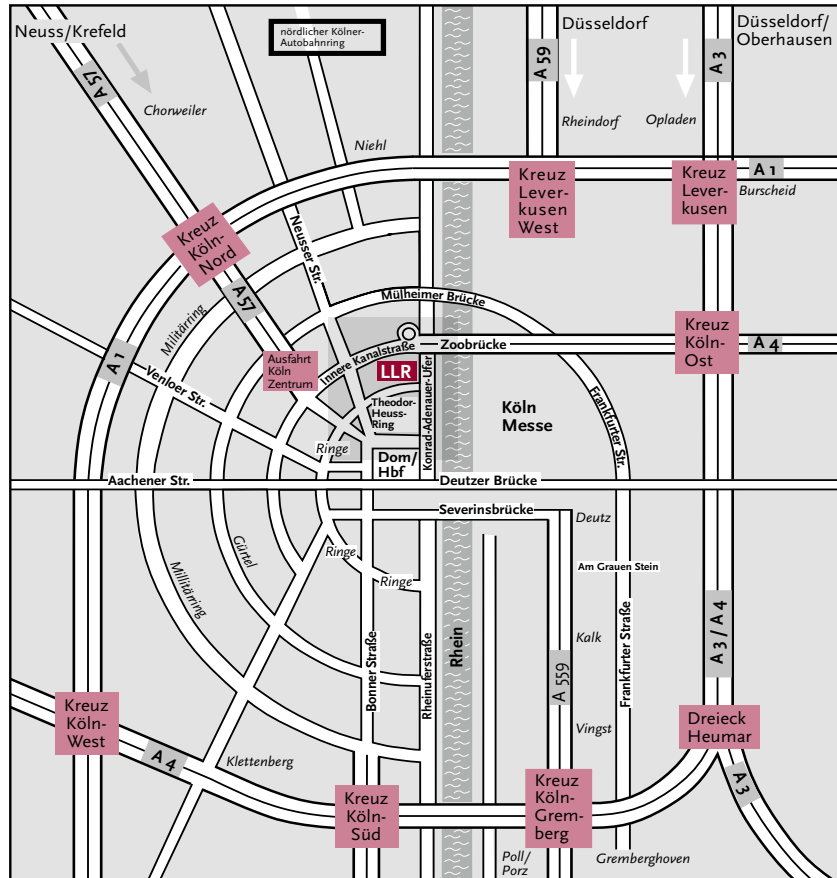 Neuss/Krefeld
nördlicher Kölner-
Autobahnring
Düsseldorf
Düsseldorf/
Oberhausen
A 57
A 59
A 3
Chorweiler
Rheindorf
Opladen
Niehl
A 1
Burscheid
Kreuz
Lever-
kusen
West
Kreuz
Lever-
kusen
Kreuz
Köln-
Nord
Neusser Str.
A 57
Militärring
Mülheimer Brücke
Innere Kanalstraße
Zoobrücke
Kreuz
Köln-
Ost
A 4
A 1
Venloer Str.
Ausfahrt
Köln
Zentrum
LLR
Theodor-
Heuss-
Ring
Konrad-Adenauer-Ufer
Köln
Messe
Frankfurter Str.
Ringe
Dom/
Hbf
Aachener Str.
Deutzer Brücke
Severinsbrücke
Deutz
Gürtel
Ringe
Ringe
Am Grauen Stein
Millitärring
A 3 / A 4
Kalk
Rhein
Bonner Straße
Rheinuferstraße
A 559
Frankfurter Straße
Vingst
Kreuz
Köln-
West
Dreieck
Heumar
A 4
Klettenberg
A 3
Kreuz
Köln-
Süd
Kreuz
Köln-
Grem-
berg
Poll/
Porz
Gremberghoven